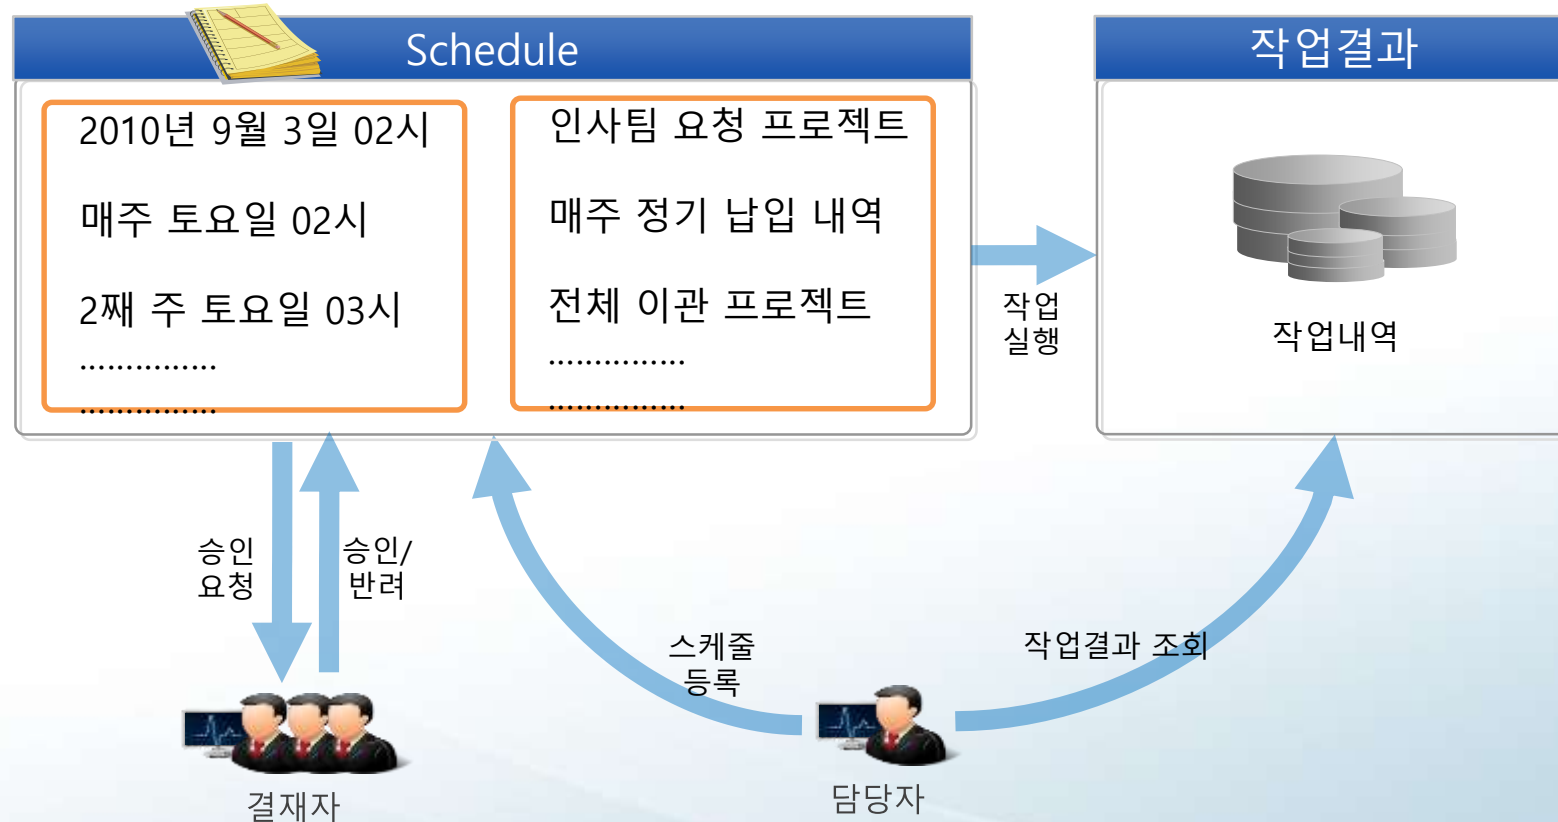 Schedule
2010년 9월 3일 02시
매주 토요일 02시
2째 주 토요일 03시
...............
...............
인사팀 요청 프로젝트
매주 정기 납입 내역
전체 이관 프로젝트
...............
...............
작업
실행
작업결과
작업내역
승인
요청
승인/
반려
스케줄
등록
작업결과 조회
결재자
담당자